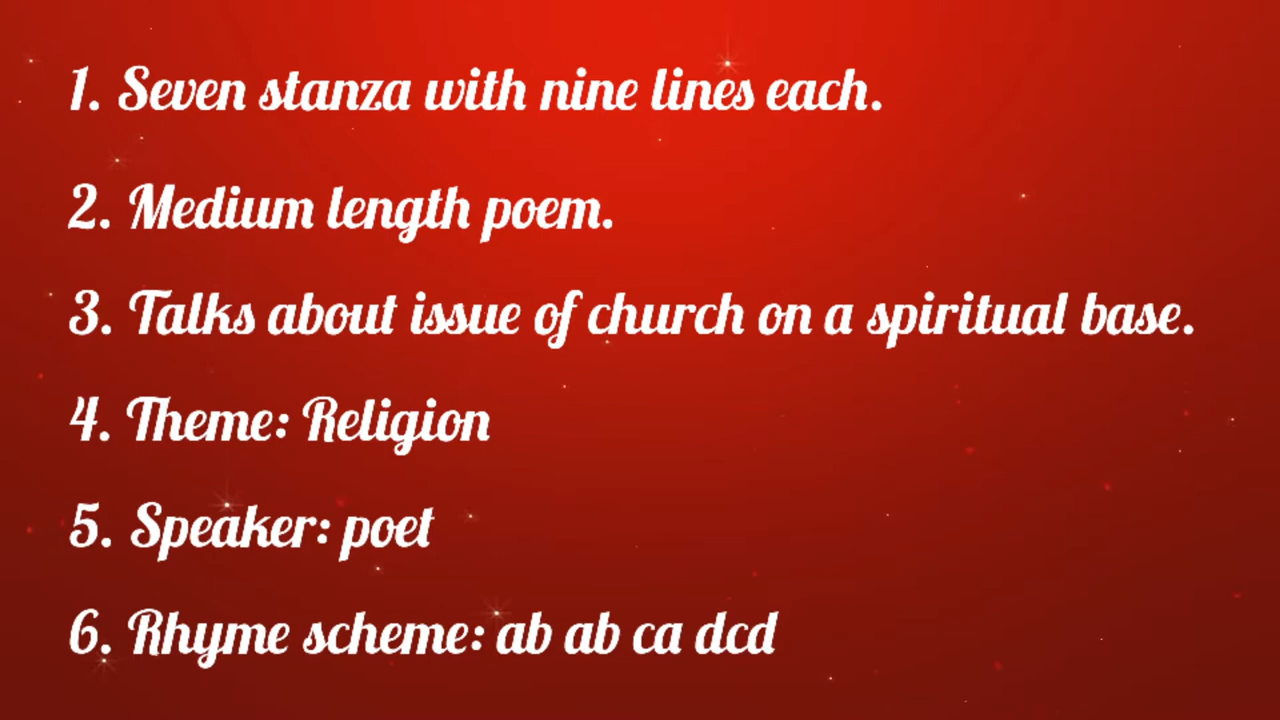 1. Seven stanza with nine lines each.
2. Medium length poem.
3. Talks about issue of church on a spiritual base.
4. Theme: Religion
5. Speaker: poet
6. Rhyme scheme: ab ab ca dcd